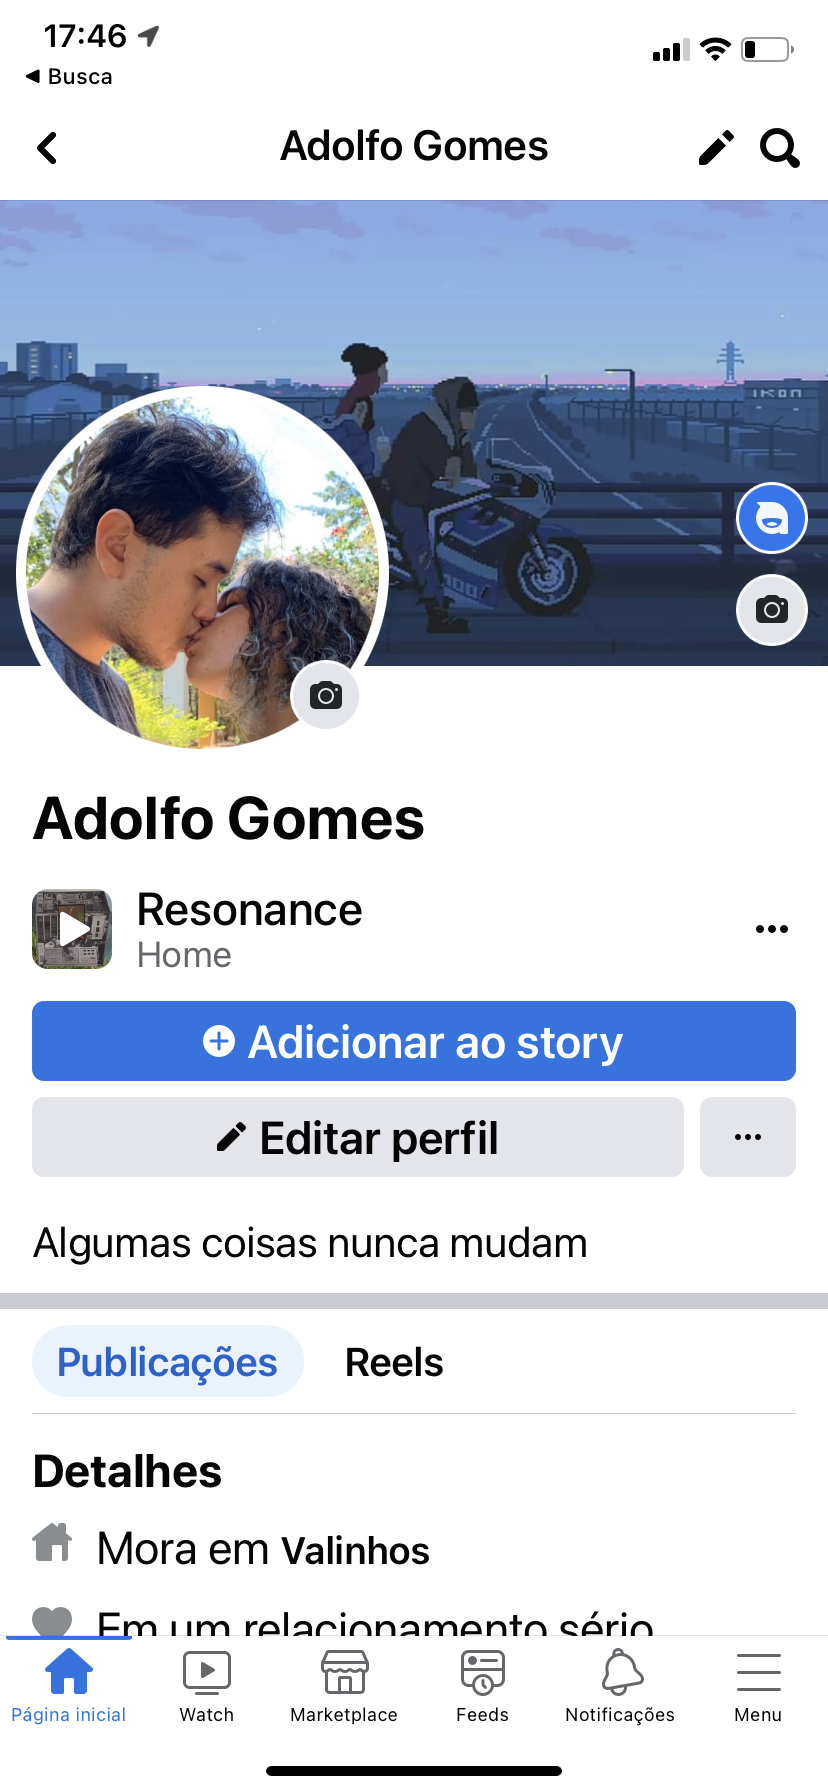 17:46
Busca
Adolfo Gomes
IKON
100
Adolfo Gomes
Resonance
Home
Adicionar ao story
Editar perfil
Algumas coisas nunca mudam
Publicações Reels
Detalhes
Mora em Valinhos
Em um relacionamento sério
Página inicial Watch Marketplace Feeds Notificações Menu